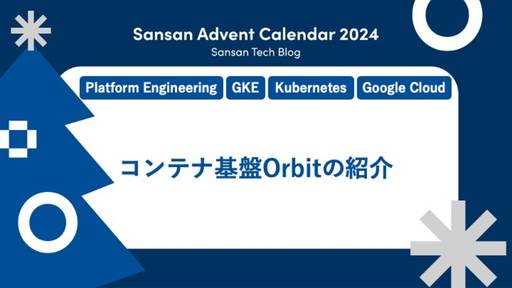 Sansan Advent Calendar 2024
Sansan Tech Blog
Platform Engineering GKE Kubernetes Google Cloud
コンテナ基盤Orbitの紹介